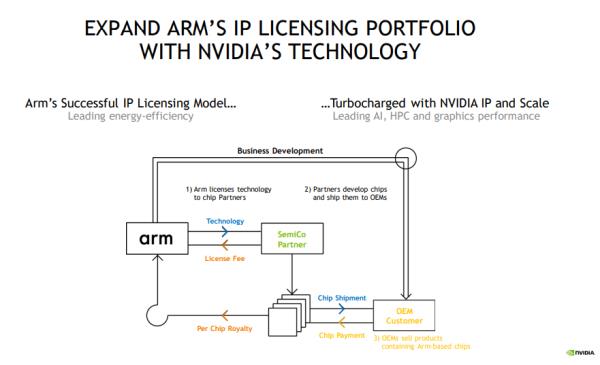 EXPAND ARM'S IP LICENSING PORTFOLIO
WITH NVIDIA'S TECHNOLOGY
Arm's Successful IP Licensing Model…
Leading energy-efficiency
…Turbocharged with NVIDIA IP and Scale
Leading AI, HPC and graphics performance
Business Development
1) Arm licenses technology
to chip Partners
2) Partners develop chips
and ship them to OEMs
arm
Technology
License Fee
SemiCo
Partner
Chip Shipment
OEM
Customer
Per Chip Royalty
Chip Payment
3) OEMs sell products
containing Arm-based chips
NVIDIA